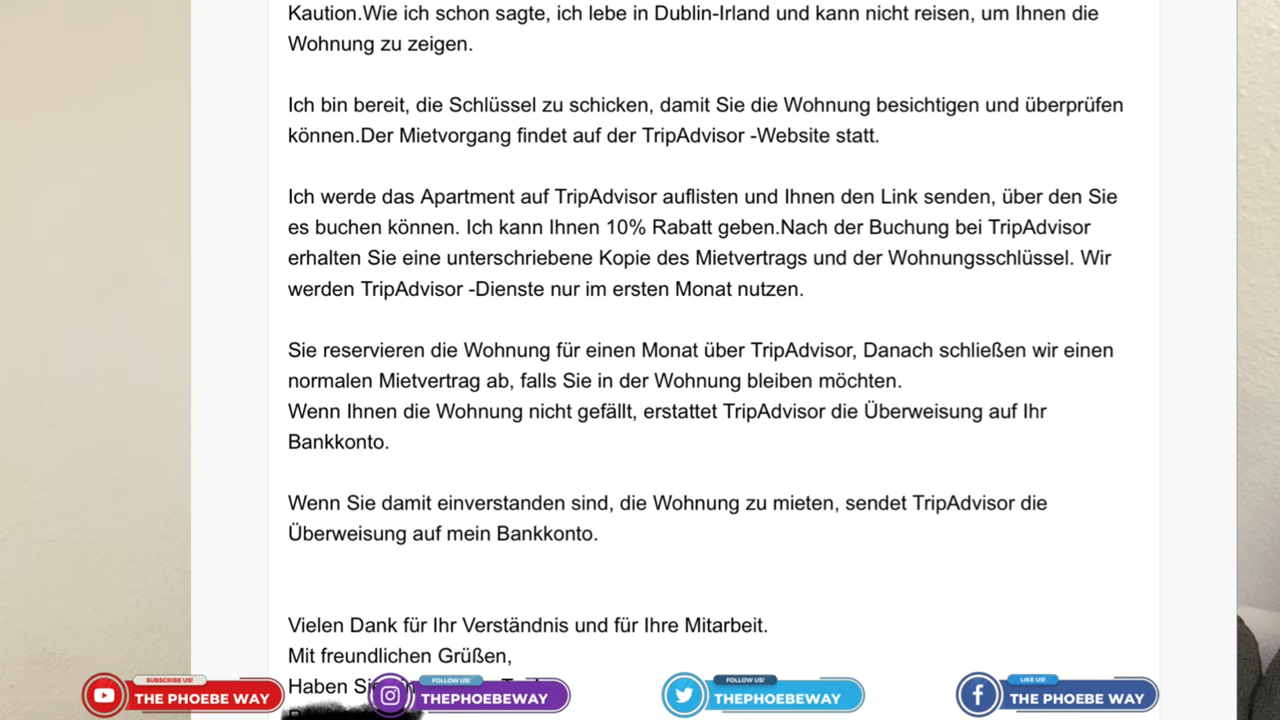 Kaution.Wie ich schon sagte, ich lebe in Dublin-Irland und kann nicht reisen, um Ihnen die
Wohnung zu zeigen.
Ich bin bereit, die Schlüssel zu schicken, damit Sie die Wohnung besichtigen und überprüfen
können.Der Mietvorgang findet auf der TripAdvisor -Website statt.
Ich werde das Apartment auf TripAdvisor auflisten und Ihnen den Link senden, über den Sie
es buchen können. Ich kann Ihnen 10% Rabatt geben.Nach der Buchung bei TripAdvisor
erhalten Sie eine unterschriebene Kopie des Mietvertrags und der Wohnungsschlüssel. Wir
werden TripAdvisor -Dienste nur im ersten Monat nutzen.
Sie reservieren die Wohnung für einen Monat über TripAdvisor, Danach schließen wir einen
normalen Mietvertrag ab, falls Sie in der Wohnung bleiben möchten.
Wenn Ihnen die Wohnung nicht gefällt, erstattet TripAdvisor die Überweisung auf Ihr
Bankkonto.
Wenn Sie damit einverstanden sind, die Wohnung zu mieten, sendet TripAdvisor die
Überweisung auf mein Bankkonto.
Vielen Dank für Ihr Verständnis und für Ihre Mitarbeit.
Mit freundlichen Grüßen,
Haben
SUBSCRIBE US!
THE PHOEBE WAY
FOLLOW US!
THEPHOEBEWAY
FOLLOW US!
THEPHOEBEWAY
LIKE US!
THE PHOEBE WAY